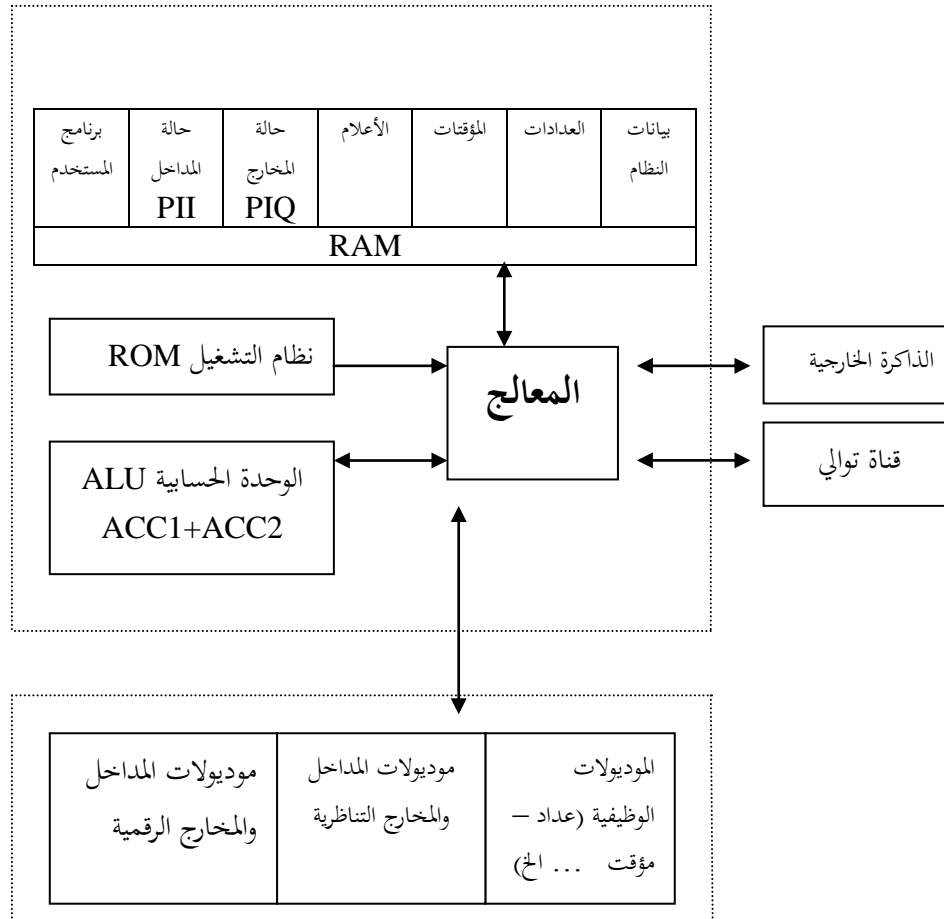 بيانات
النظام
العدادات
المؤقتات
الأعلام
حالة
المخارج
PIQ
حالة
المداخل
PII
برنامج
المستخدم
RAM
نظام التشغيل ROM
المعالج
الذاكرة الخارجية
الوحدة الحسابية ALU
ACC1+ACC2
قناة توالي
الموديولات
الوظيفية (عداد –
مؤقت ... الخ)
موديولات المداخل
والمخارج التناظرية
موديولات المداخل
والمخارج الرقمية